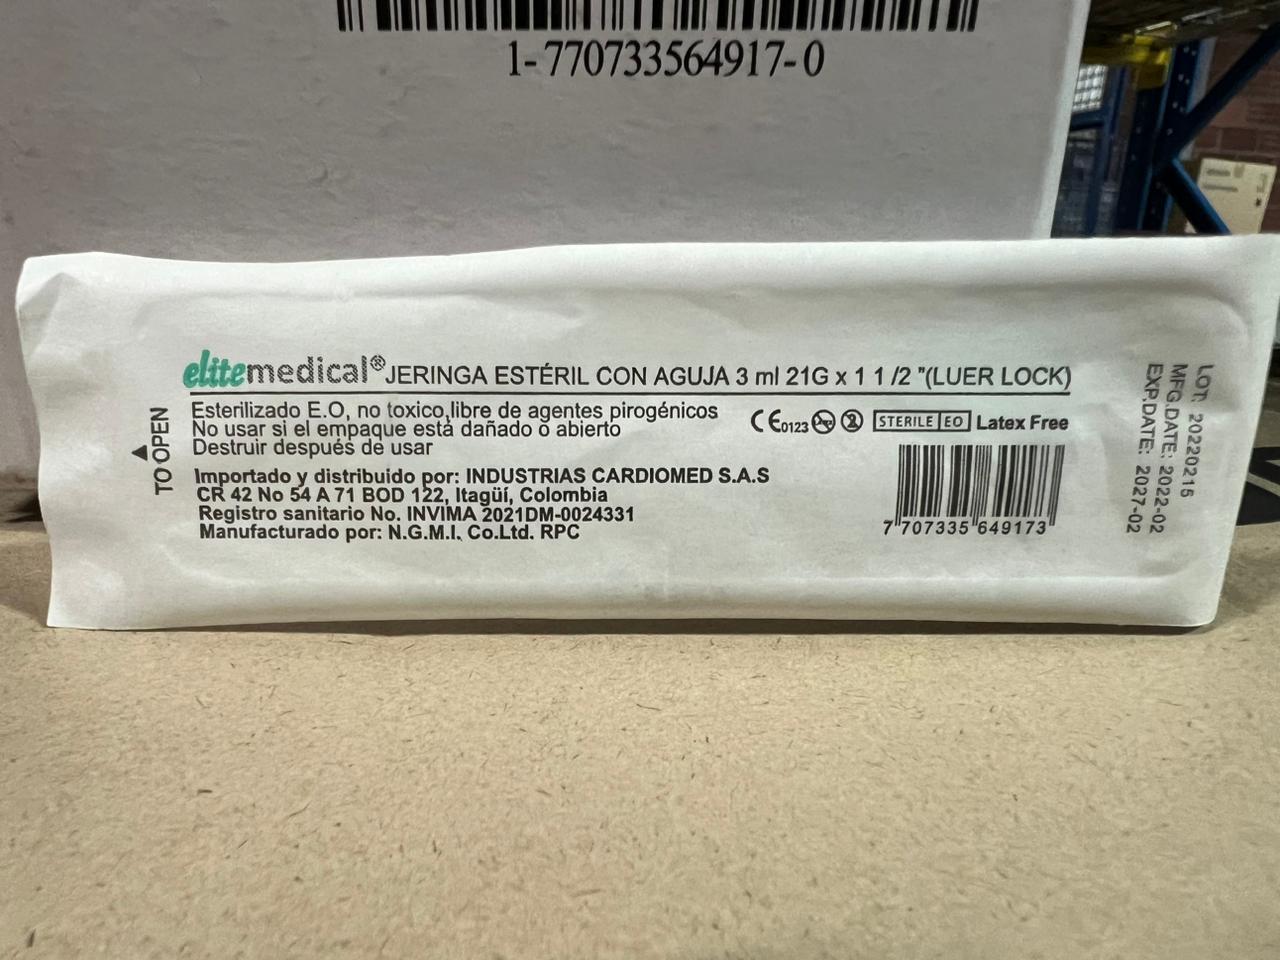 1-770733564917-0
elitemedical® JERINGA ESTÉRIL CON AGUJA 3 ml 21G x 1 1 /2 "(LUER LOCK)
Esterilizado E.O, no toxico,libre de agentes pirogénicos
No usar si el empaque está dañado o abierto
Destruir después de usar
CE0123 2 STERILE EO Latex Free
Importado y distribuido por: INDUSTRIAS CARDIOMED S.A.S
CR 42 No 54 A 71 BOD 122, Itagüí, Colombia
Registro sanitario No. INVIMA 2021DM-0024331
Manufacturado por: N.G.M.I. Co.Ltd. RPC
7 707335 649173
TO OPEN
LOT: 20220215
MFG.DATE: 2022-02
EXP.DATE: 2027-02